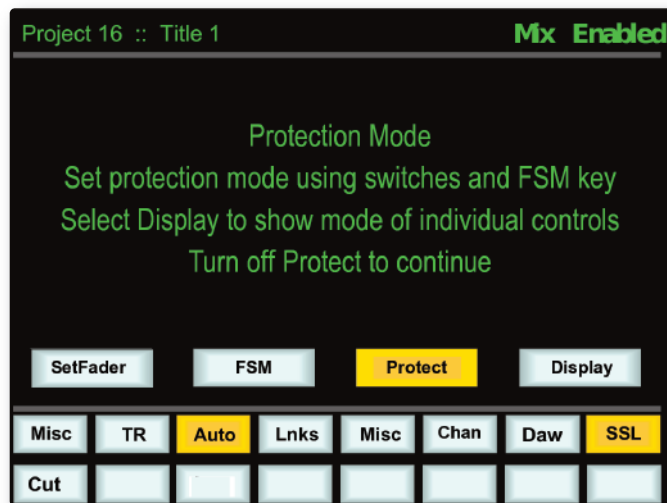 Project 16 :: Title 1 Mix Enabled
Protection Mode
Set protection mode using switches and FSM key
Select Display to show mode of individual controls
Turn off Protect to continue
SetFader FSM Protect Display
Misc TR Auto Lnks Misc Chan Daw SSL
Cut